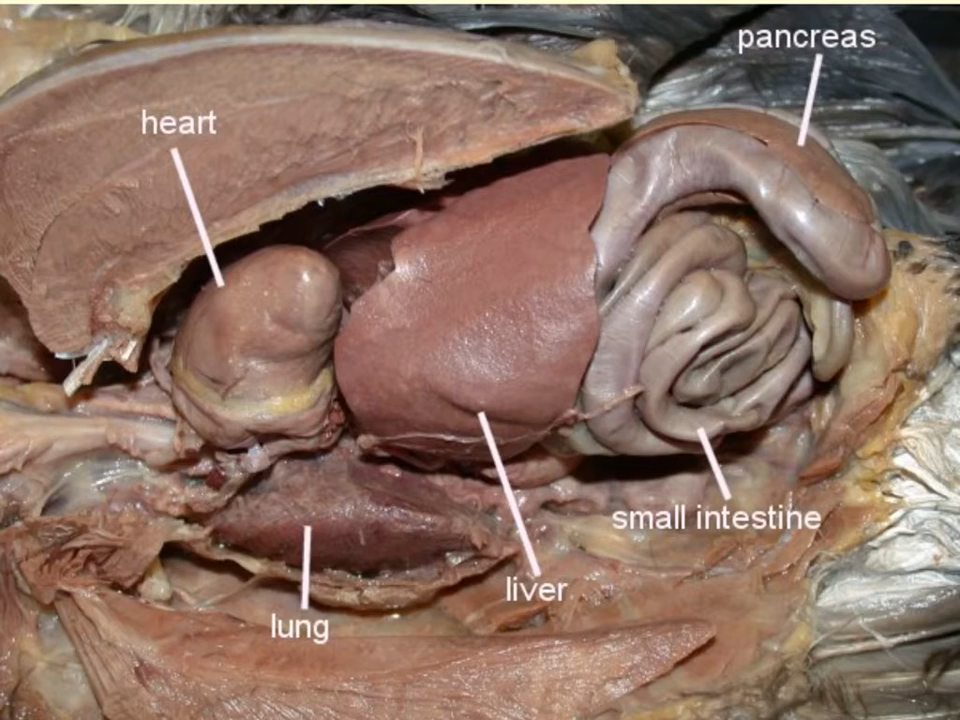 pancreas
heart
small intestine
liver
lung